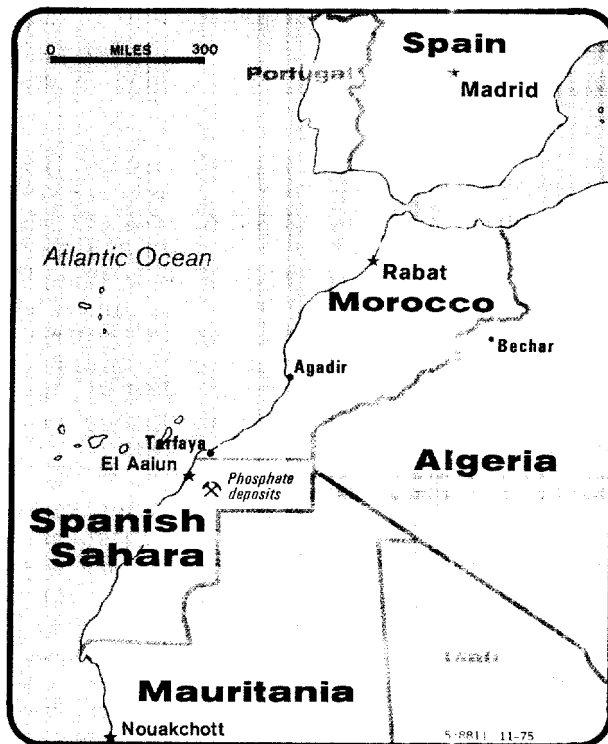 0 MILES 300
Spain
Portugal
Madrid
Atlantic Ocean
Rabat
Morocco
Bechar
Agadir
Tarfaya
El Aaiun
Phosphate
deposits
Algeria
Spanish
Sahara
Mauritania
Nouakchott
11-75